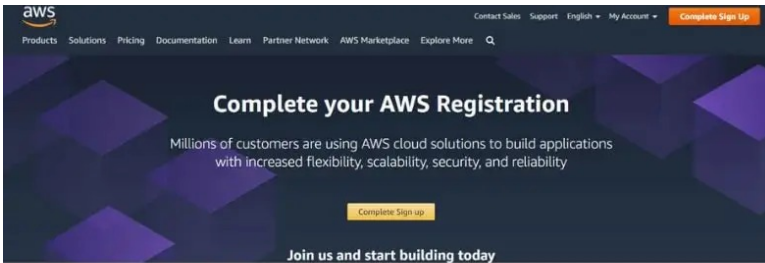 aws
Contact Sales Support English My Account Complete Sign Up
Products Solutions Pricing Documentation Learn Partner Network AWS Marketplace Explore More
Complete your AWS Registration
Millions of customers are using AWS cloud solutions to build applications
with increased flexibility, scalability, security, and reliability
Complete Sign up
Join us and start building today